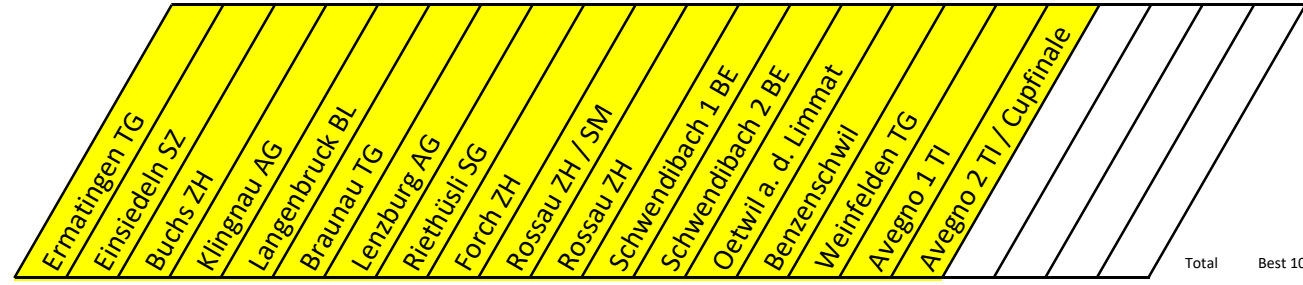 Ermatingen TG
Einsiedeln SZ
Buchs ZH
Klingnau AG
Langenbruck BL
Braunau TG
Lenzburg AG
Riethüsli SG
Forch ZH
Rossau ZH / SM
Rossau ZH
Schwendibach 1 BE
Schwendibach 2 BE
Oetwil a. d. Limmat
Benzenschwil
Weinfelden TG
Avegno 1 TI
Avegno 2 TI / Cupfinale
Total
Best 10